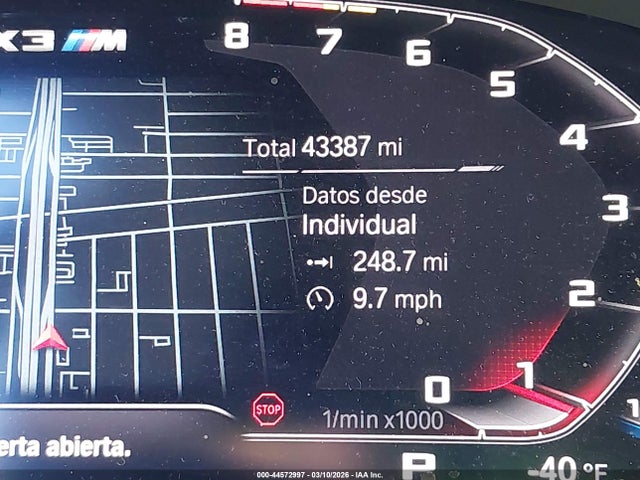 X3 M
8
7
6
5
4
3
2
1
0
Total 43387 mi
Datos desde
Individual
248.7 mi
9.7 mph
STOP
1/min x1000
erta abierta.
P
-40 °F
000-44572997 - 03/10/2026 - IAA Inc.